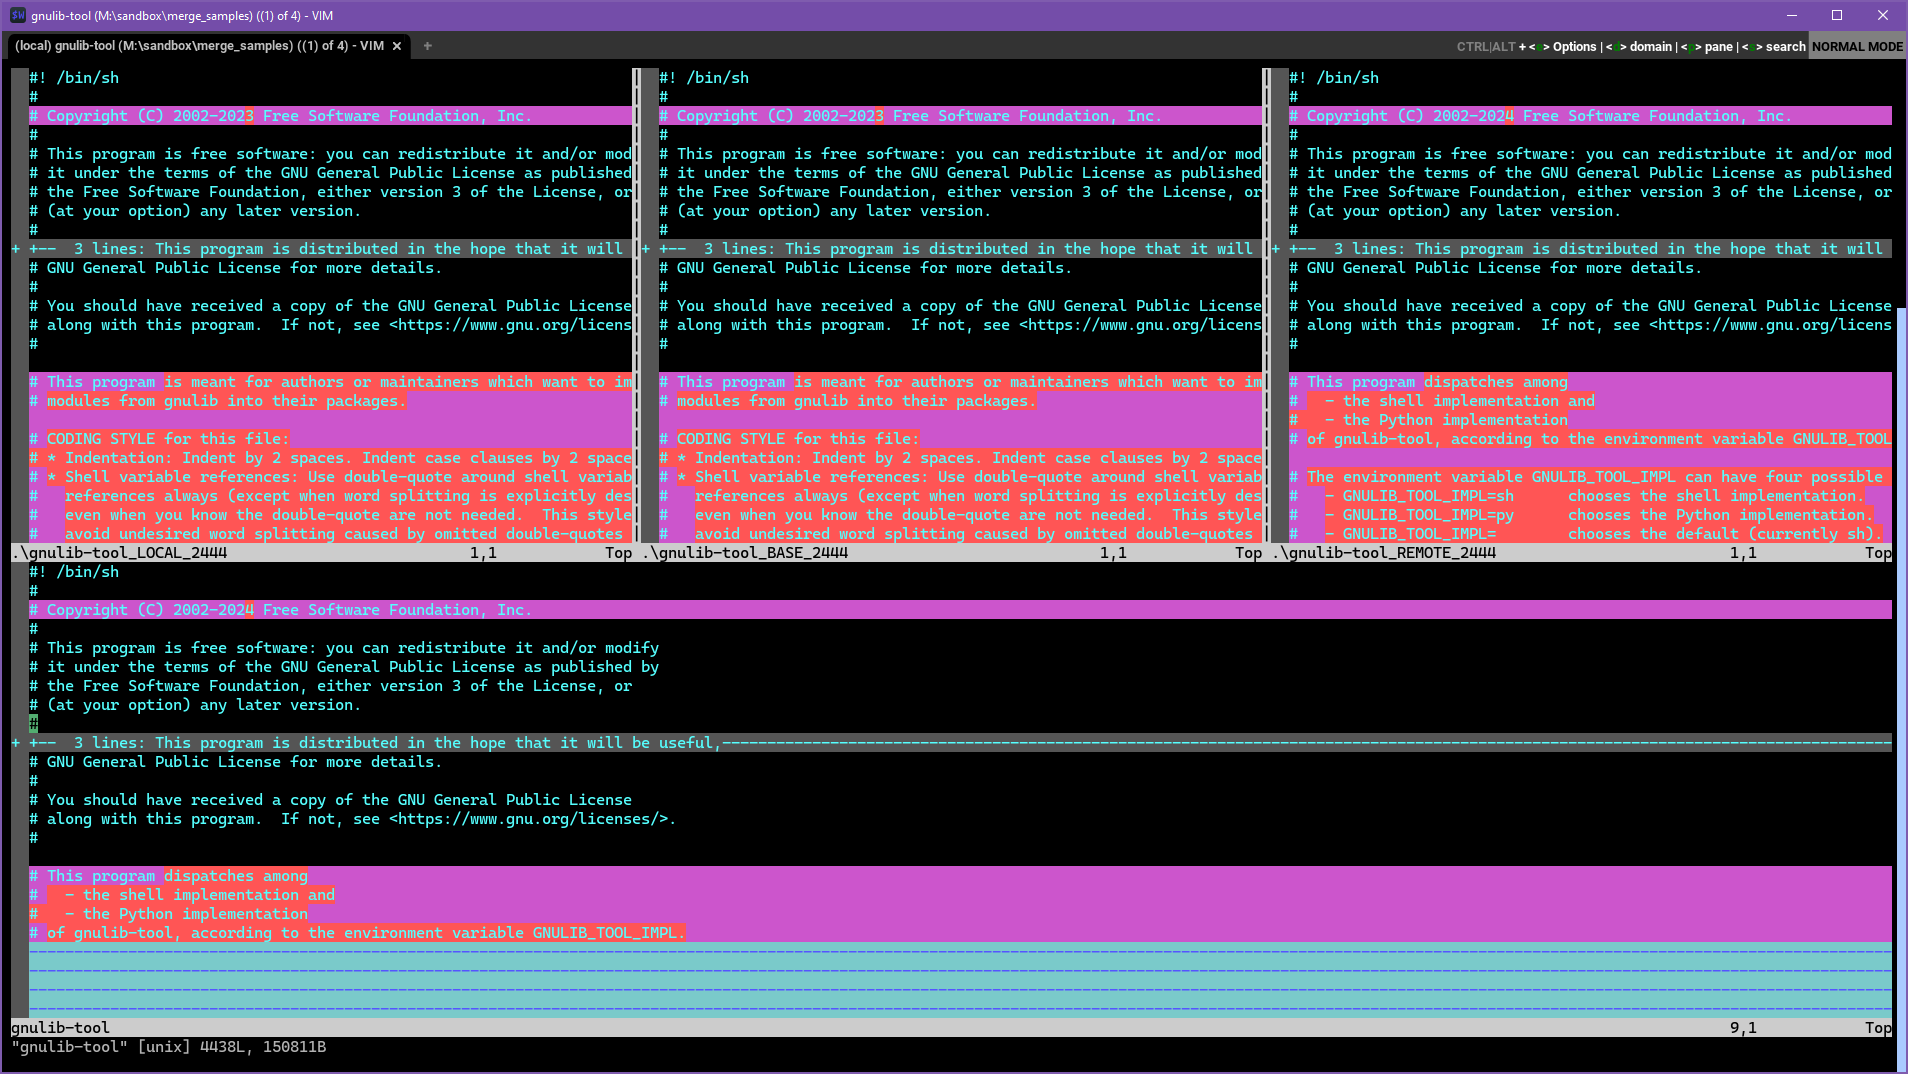 gnulib-tool (M:\sandbox\merge_samples) ((1) of 4) - VIM
(local) gnulib-tool (M:\sandbox\merge_samples) ((1) of 4) - VIM
CTRL|ALT + <e> Options | <d> domain | <p> pane | <s> search NORMAL MODE
#! /bin/sh
#
# Copyright (C) 2002-2023 Free Software Foundation, Inc.
#
# This program is free software: you can redistribute it and/or mod
# it under the terms of the GNU General Public License as published
# the Free Software Foundation, either version 3 of the License, or
# (at your option) any later version.
#
+ +--  3 lines: This program is distributed in the hope that it will
# GNU General Public License for more details.
#
# You should have received a copy of the GNU General Public License
# along with this program.  If not, see <https://www.gnu.org/licens
#
# This program is meant for authors or maintainers which want to im
# modules from gnulib into their packages.
# CODING STYLE for this file:
# * Indentation: Indent by 2 spaces. Indent case clauses by 2 space
# * Shell variable references: Use double-quote around shell variab
#   references always (except when word splitting is explicitly des
#   even when you know the double-quote are not needed.  This style
#   avoid undesired word splitting caused by omitted double-quotes
.\gnulib-tool_LOCAL_2444 1,1 Top
#! /bin/sh
#
# Copyright (C) 2002-2023 Free Software Foundation, Inc.
#
# This program is free software: you can redistribute it and/or mod
# it under the terms of the GNU General Public License as published
# the Free Software Foundation, either version 3 of the License, or
# (at your option) any later version.
#
+ +--  3 lines: This program is distributed in the hope that it will
# GNU General Public License for more details.
#
# You should have received a copy of the GNU General Public License
# along with this program.  If not, see <https://www.gnu.org/licens
#
# This program is meant for authors or maintainers which want to im
# modules from gnulib into their packages.
# CODING STYLE for this file:
# * Indentation: Indent by 2 spaces. Indent case clauses by 2 space
# * Shell variable references: Use double-quote around shell variab
#   references always (except when word splitting is explicitly des
#   even when you know the double-quote are not needed.  This style
#   avoid undesired word splitting caused by omitted double-quotes
.\gnulib-tool_BASE_2444 1,1 Top
#! /bin/sh
#
# Copyright (C) 2002-2024 Free Software Foundation, Inc.
#
# This program is free software: you can redistribute it and/or mod
# it under the terms of the GNU General Public License as published
# the Free Software Foundation, either version 3 of the License, or
# (at your option) any later version.
#
+ +--  3 lines: This program is distributed in the hope that it will
# GNU General Public License for more details.
#
# You should have received a copy of the GNU General Public License
# along with this program.  If not, see <https://www.gnu.org/licens
#
# This program dispatches among
#   - the shell implementation and
#   - the Python implementation
# of gnulib-tool, according to the environment variable GNULIB_TOOL
# The environment variable GNULIB_TOOL_IMPL can have four possible
#   - GNULIB_TOOL_IMPL=sh      chooses the shell implementation.
#   - GNULIB_TOOL_IMPL=py      chooses the Python implementation.
#   - GNULIB_TOOL_IMPL=        chooses the default (currently sh).
.\gnulib-tool_REMOTE_2444 1,1 Top
#! /bin/sh
#
# Copyright (C) 2002-2024 Free Software Foundation, Inc.
#
# This program is free software: you can redistribute it and/or modify
# it under the terms of the GNU General Public License as published by
# the Free Software Foundation, either version 3 of the License, or
# (at your option) any later version.
#
+ +--  3 lines: This program is distributed in the hope that it will be useful,
# GNU General Public License for more details.
#
# You should have received a copy of the GNU General Public License
# along with this program.  If not, see <https://www.gnu.org/licenses/>.
#
# This program dispatches among
#   - the shell implementation and
#   - the Python implementation
# of gnulib-tool, according to the environment variable GNULIB_TOOL_IMPL.
gnulib-tool 9,1 Top
"gnulib-tool" [unix] 4438L, 150811B